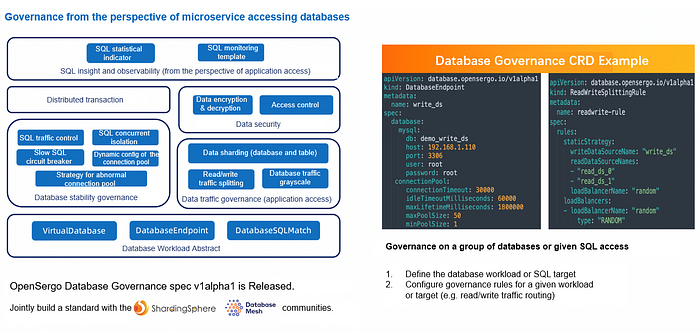 Governance from the perspective of microservice accessing databases
SQL statistical
indicator
SQL monitoring
template
SQL insight and observability (from the perspective of application access)
Distributed transaction
Data encryption
& decryption
Access control
Data security
SQL traffic control
SQL concurrent
isolation
Slow SQL
circuit breaker
Dynamic config of the
connection pool
Strategy for abnormal
connection pool
Database stability governance
Data sharding (database and table)
Read/write
traffic splitting
Database traffic
grayscale
Data traffic governance (application access)
VirtualDatabase
DatabaseEndpoint
DatabaseSQLMatch
Database Workload Abstract
OpenSergo Database Governance spec v1alpha1 is Released.
Jointly build a standard with the ShardingSphere Database Mesh communities.
Database Governance CRD Example
apiVersion: database.opensergo.io/v1alpha1
kind: DatabaseEndpoint
metadata:
name: write_ds
spec:
database:
mysql:
db: demo_write_ds
host: 192.168.1.110
port: 3306
user: root
password: root
connectionPool:
connectionTimeout: 30000
idleTimeoutMilliseconds: 60000
maxLifetimeMilliseconds: 1800000
maxPoolSize: 50
minPoolSize: 1
apiVersion: database.opensergo.io/v1alpha1
kind: ReadWriteSplittingRule
metadata:
name: readwrite-rule
spec:
rules:
staticStrategy:
writeDataSourceName: "write_ds"
readDataSourceNames:
- "read_ds_0"
- "read_ds_1"
loadBalancerName: "random"
loadBalancers:
- loadBalancerName: "random"
type: "RANDOM"
Governance on a group of databases or given SQL access
1. Define the database workload or SQL target
2. Configure governance rules for a given workload
or target (e.g. read/write traffic routing)